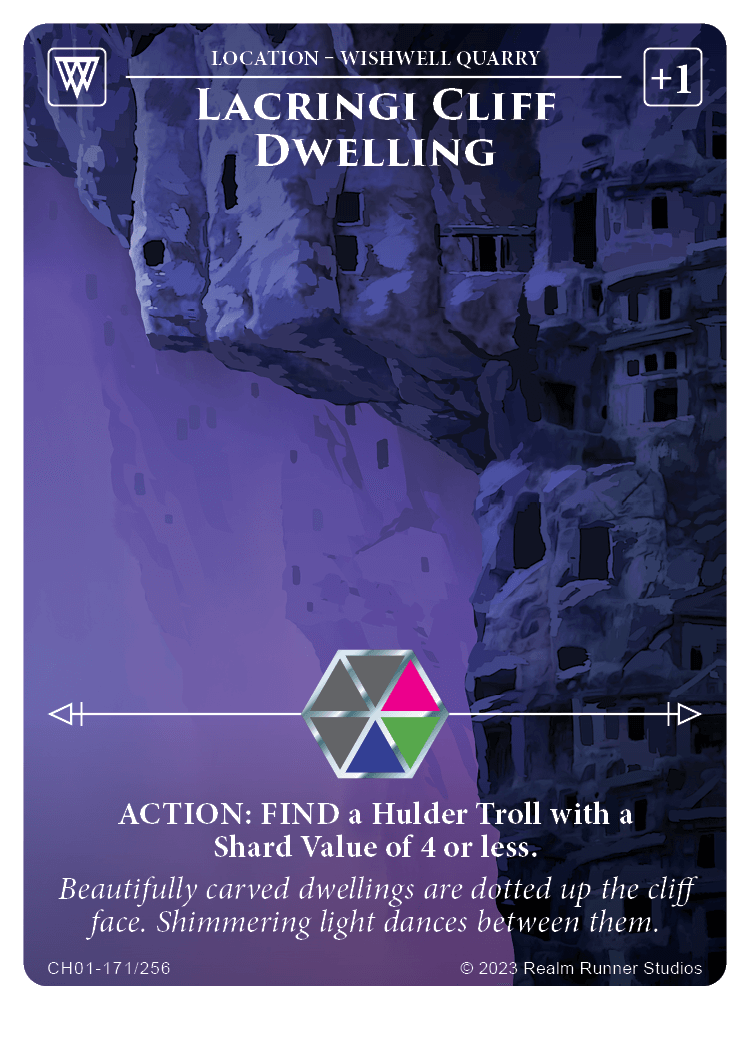 LOCATION – WISHWELL QUARRY
+1
LACRINGI CLIFF
DWELLING
ACTION: FIND a Hulder Troll with a
Shard Value of 4 or less.
Beautifully carved dwellings are dotted up the cliff
face. Shimmering light dances between them.
CH01-171/256
© 2023 Realm Runner Studios